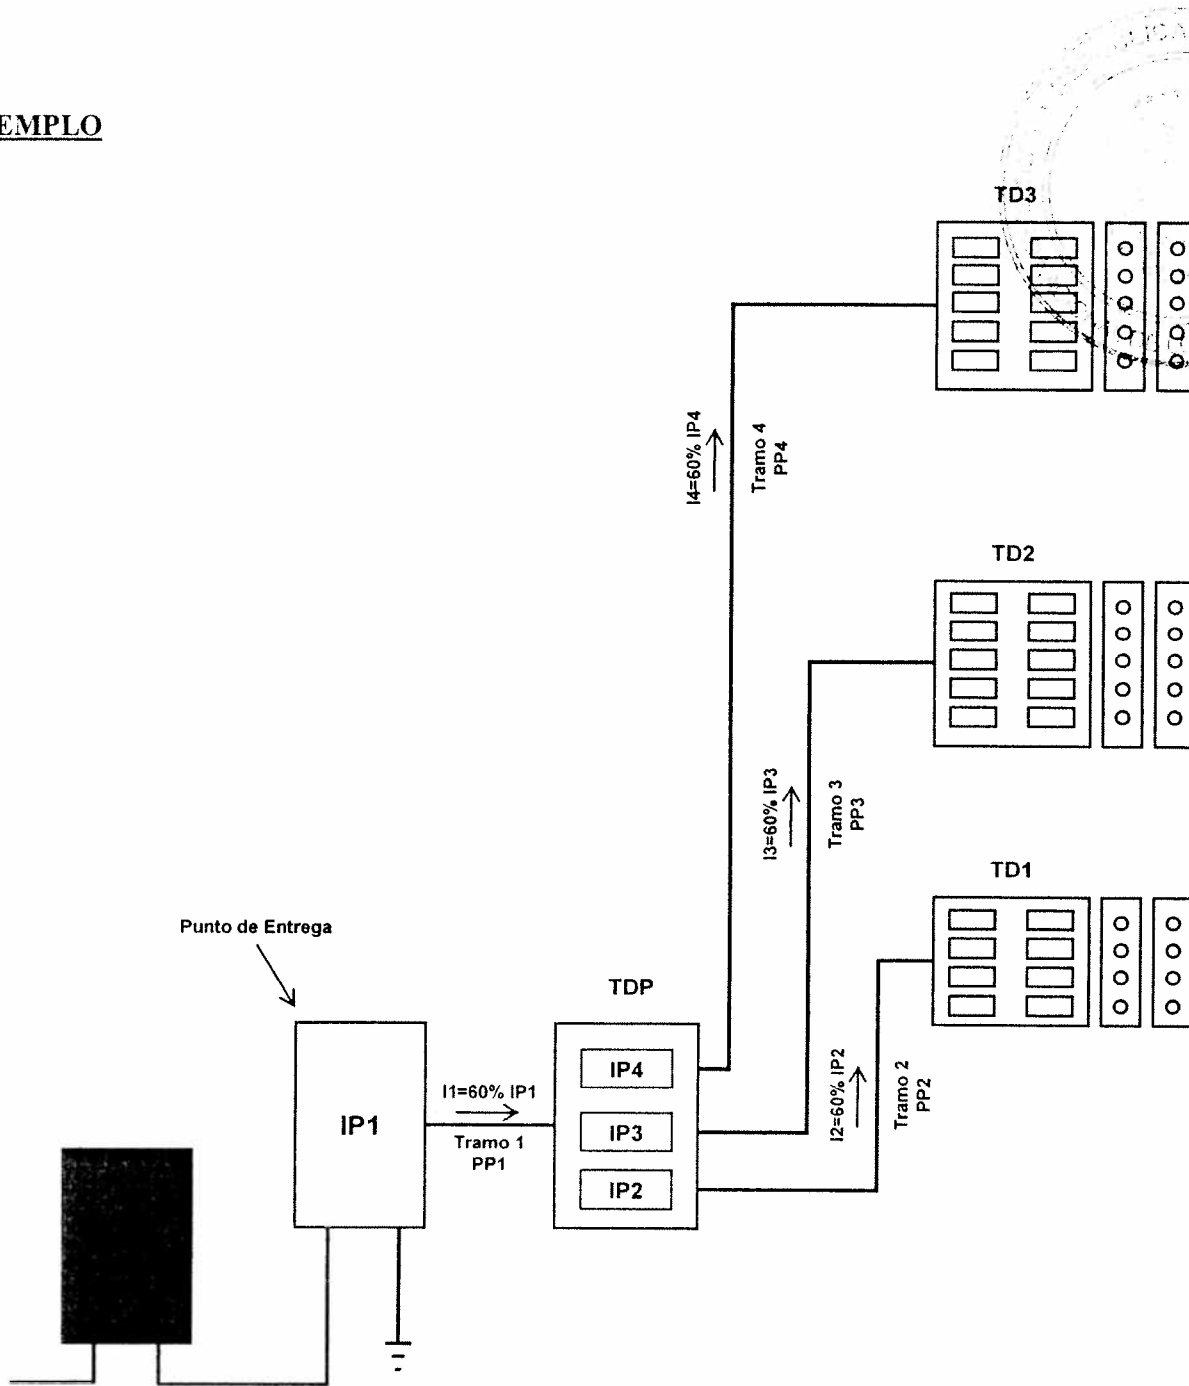 EMPLO
TD3
I4=60% IP4
Tramo 4
PP4
TD2
I3=60% IP3
Tramo 3
PP3
TD1
Punto de Entrega
TDP
I2=60% IP2
Tramo 2
PP2
IP4
I1=60% IP1
IP1
IP3
Tramo 1
PP1
IP2